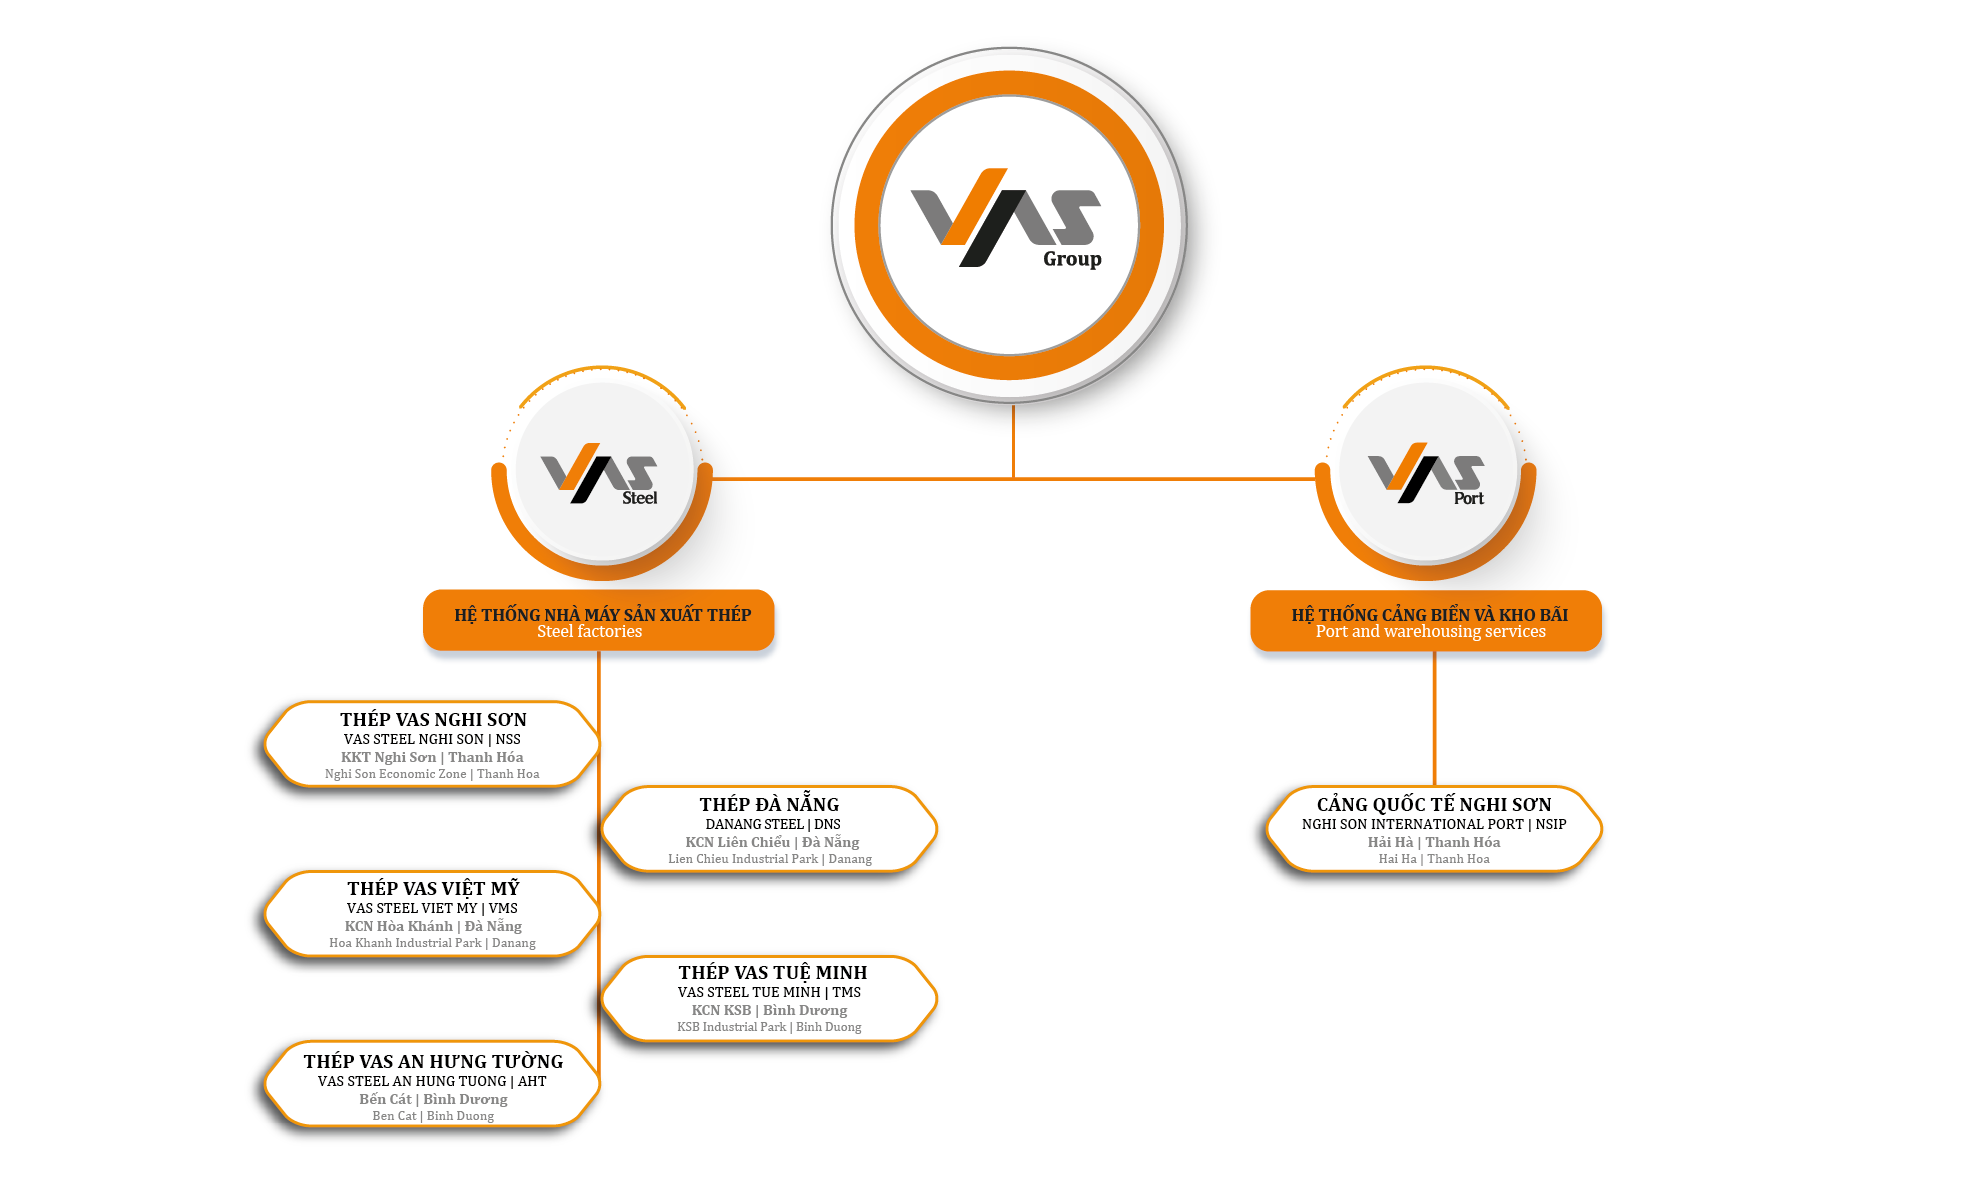 VAS
Group
VAS
Steel
VAS
Port
HỆ THỐNG NHÀ MÁY SẢN XUẤT THÉP
Steel factories
HỆ THỐNG CẢNG BIỂN VÀ KHO BÃI
Port and warehousing services
THÉP VAS NGHI SƠN
VAS STEEL NGHI SON | NSS
KKT Nghi Sơn | Thanh Hóa
Nghi Son Economic Zone | Thanh Hoa
THÉP ĐÀ NẴNG
DANANG STEEL | DNS
KCN Liên Chiểu | Đà Nẵng
Lien Chieu Industrial Park | Danang
CẢNG QUỐC TẾ NGHI SƠN
NGHI SON INTERNATIONAL PORT | NSIP
Hải Hà | Thanh Hóa
Hai Ha | Thanh Hoa
THÉP VAS VIỆT MỸ
VAS STEEL VIET MY | VMS
KCN Hòa Khánh | Đà Nẵng
Hoa Khanh Industrial Park | Danang
THÉP VAS TUỆ MINH
VAS STEEL TUE MINH | TMS
KCN KSB | Bình Dương
KSB Industrial Park | Binh Duong
THÉP VAS AN HƯNG TƯỜNG
VAS STEEL AN HUNG TUONG | AHT
Bến Cát | Bình Dương
Ben Cat | Binh Duong